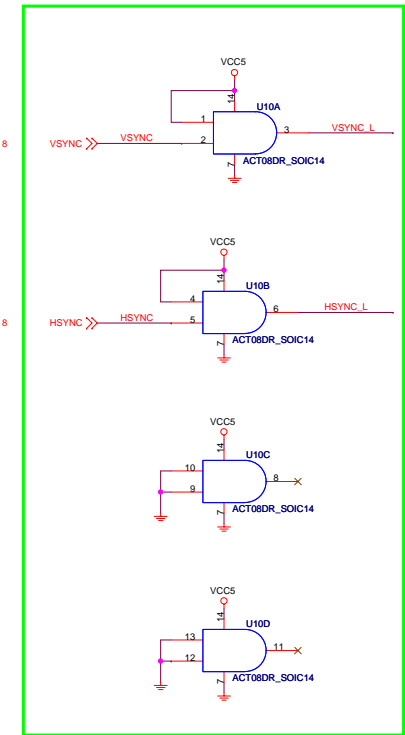 VCC5
14
U10A
1
3
VSYNC_L
8
VSYNC
VSYNC
2
ACT08DR_SOIC14
7
VCC5
14
U10B
4
6
HSYNC_L
8
HSYNC
HSYNC
5
ACT08DR_SOIC14
7
VCC5
14
U10C
10
8
9
ACT08DR_SOIC14
7
VCC5
14
U10D
13
11
12
ACT08DR_SOIC14
7